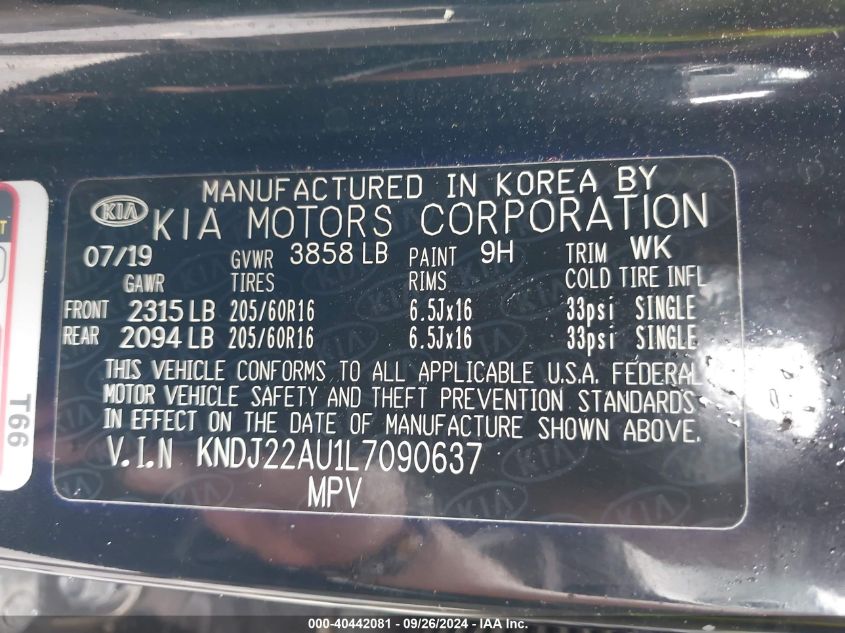 MANUFACTURED IN KOREA BY
KIA KIA MOTORS CORPORATION
07/19 GVWR 3858 LB PAINT 9H TRIM WK
GAWR TIRES RIMS COLD TIRE INFL
FRONT 2315 LB 205/60R16 6.5Jx16 33psi SINGLE
REAR 2094 LB 205/60R16 6.5Jx16 33psi SINGLE
THIS VEHICLE CONFORMS TO ALL APPLICABLE U.S.A. FEDERAL
MOTOR VEHICLE SAFETY AND THEFT PREVENTION STANDARDS
IN EFFECT ON THE DATE OF MANUFACTURE SHOWN ABOVE.
V.I.N KNDJ22AU1L7090637
MPV
T66
000-40442081 - 09/26/2024 - IAA Inc.